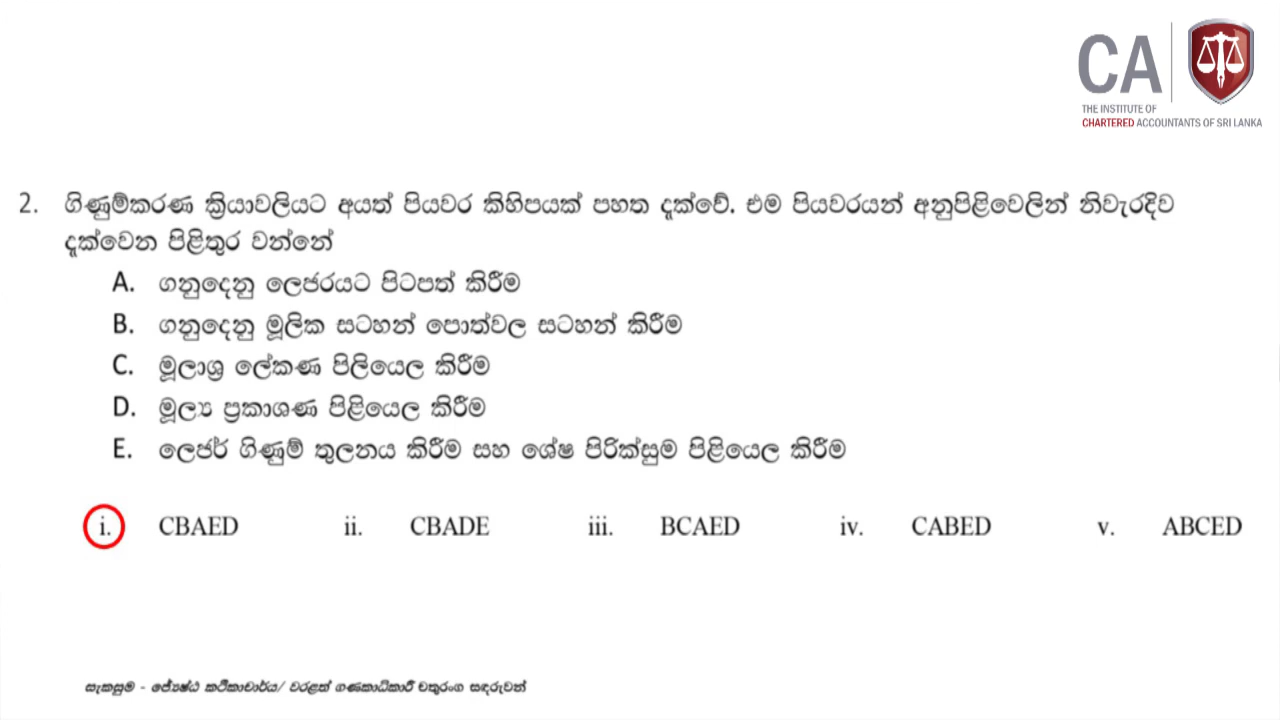 CA
THE INSTITUTE OF
CHARTERED ACCOUNTANTS OF SRI LANKA
2. ගිණුම්කරණ ක්‍රියාවලියට අයත් පියවර කිහිපයක් පහත දැක්වේ. එම පියවරයන් අනුපිළිවෙලින් නිවැරදිව
දැක්වෙන පිළිතුර වන්නේ
A. ගනුදෙනු ලෙජරයට පිටපත් කිරීම
B. ගනුදෙනු මූලික සටහන් පොත්වල සටහන් කිරීම
C. මූලාශ්‍ර ලේකණ පිලියෙල කිරීම
D. මූල්‍ය ප්‍රකාශණ පිළියෙල කිරීම
E. ලෙජර් ගිණුම් තුලනය කිරීම සහ ශේෂ පිරික්සුම පිළියෙල කිරීම
i. CBAED ii. CBADE iii. BCAED iv. CABED v. ABCED
සැකසුම - ජ්‍යේෂ්ඨ කථිකාචාර්ය/ වරළත් ගණකාධිකාරී චතුරංග සඳරුවන්